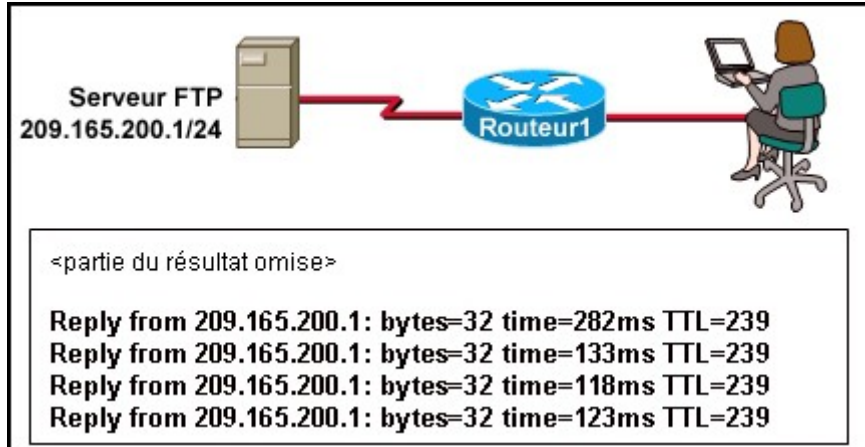 Serveur FTP
209.165.200.1/24
Routeur1
<partie du résultat omise>
Reply from 209.165.200.1: bytes=32 time=282ms TTL=239
Reply from 209.165.200.1: bytes=32 time=133ms TTL=239
Reply from 209.165.200.1: bytes=32 time=118ms TTL=239
Reply from 209.165.200.1: bytes=32 time=123ms TTL=239